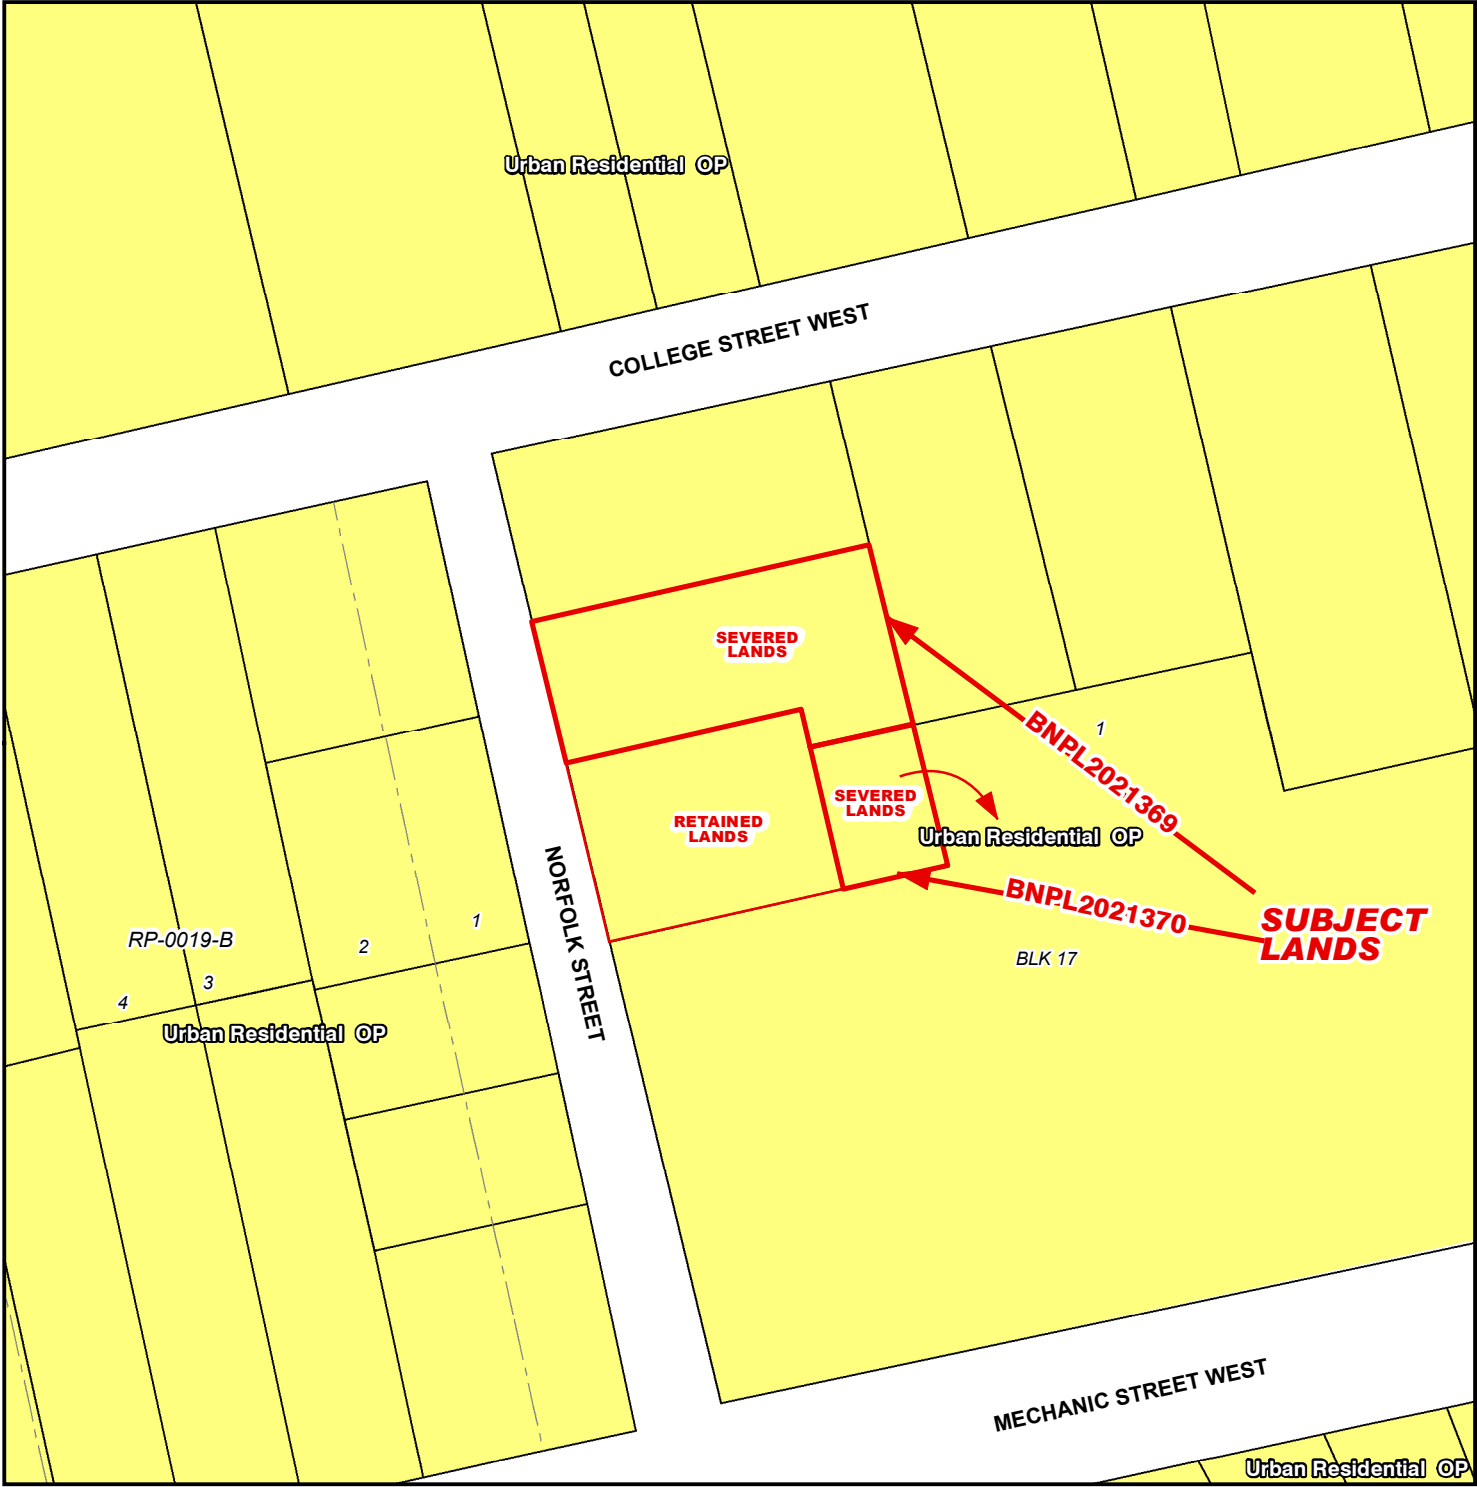 Urban Residential OP
COLLEGE STREET WEST
SEVERED
LANDS
1
BNPL2021369
SEVERED
LANDS
RETAINED
LANDS
Urban Residential OP
BNPL2021370
SUBJECT
LANDS
NORFOLK STREET
1
2
RP-0019-B
3
4
BLK 17
Urban Residential OP
MECHANIC STREET WEST
Urban Residential OP